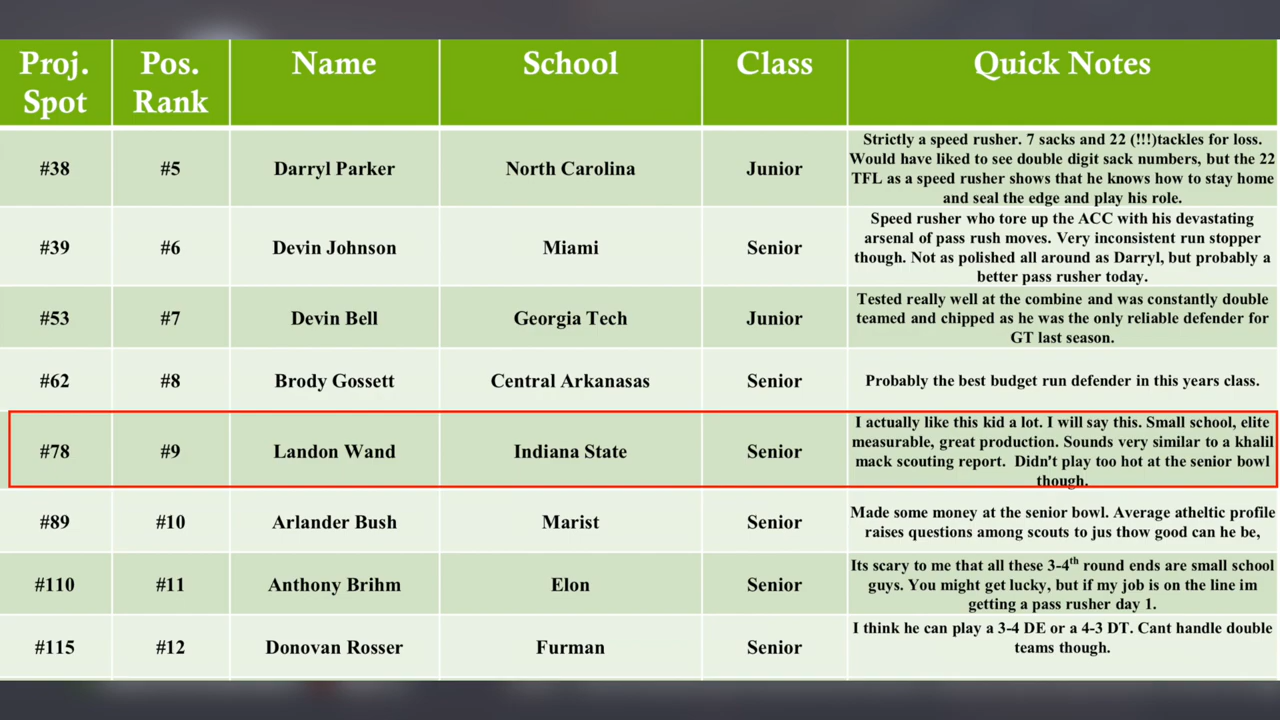 Proj. Spot Pos. Rank Name School Class Quick Notes
#38 #5 Darryl Parker North Carolina Junior Strictly a speed rusher. 7 sacks and 22 (!!!)tackles for loss.
Would have liked to see double digit sack numbers, but the 22
TFL as a speed rusher shows that he knows how to stay home
and seal the edge and play his role.
#39 #6 Devin Johnson Miami Senior Speed rusher who tore up the ACC with his devastating
arsenal of pass rush moves. Very inconsistent run stopper
though. Not as polished all around as Darryl, but probably a
better pass rusher today.
#53 #7 Devin Bell Georgia Tech Junior Tested really well at the combine and was constantly double
teamed and chipped as he was the only reliable defender for
GT last season.
#62 #8 Brody Gossett Central Arkanasas Senior Probably the best budget run defender in this years class.
#78 #9 Landon Wand Indiana State Senior I actually like this kid a lot. I will say this. Small school, elite
measurable, great production. Sounds very similar to a khalil
mack scouting report. Didn't play too hot at the senior bowl
though.
#89 #10 Arlander Bush Marist Senior Made some money at the senior bowl. Average atheltic profile
raises questions among scouts to jus thow good can he be,
#110 #11 Anthony Brihm Elon Senior Its scary to me that all these 3-4th round ends are small school
guys. You might get lucky, but if my job is on the line im
getting a pass rusher day 1.
#115 #12 Donovan Rosser Furman Senior I think he can play a 3-4 DE or a 4-3 DT. Cant handle double
teams though.